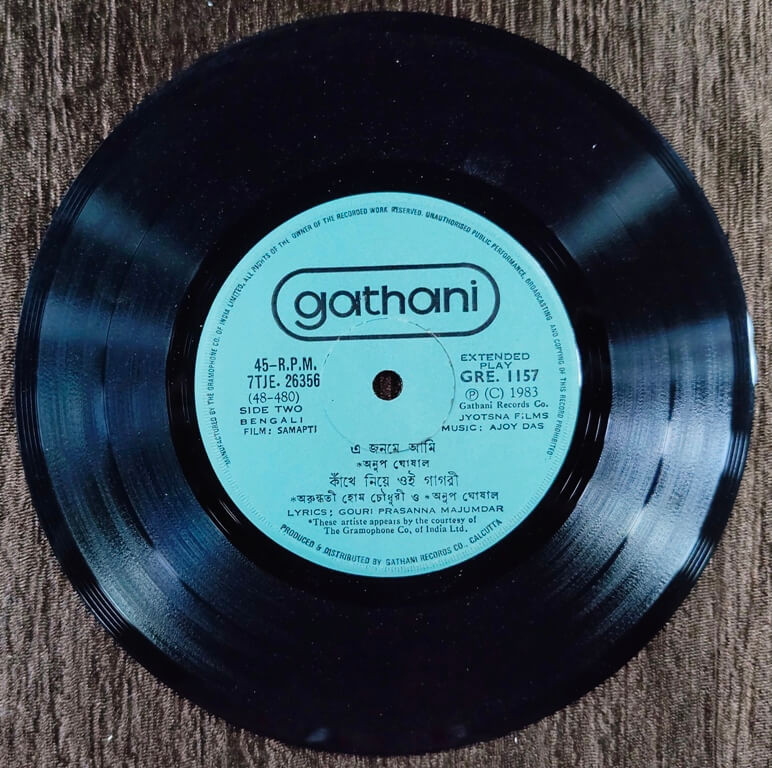 MANUFACTURED BY THE GRAMOPHONE CO. OF INDIA LIMITED. ALL RIGHTS OF THE OWNER OF THE RECORDED WORK RESERVED. UNAUTHORISED PUBLIC PERFORMANCE, BROADCASTING AND COPYING OF THIS RECORD PROHIBITED.
gathani
45-R.P.M.
7TJE. 26356
(48-480)
SIDE TWO
BENGALI
FILM: SAMAPTI
EXTENDED
PLAY
GRE. 1157
Ⓟ (C) 1983
Gathani Records Co.
JYOTSNA FILMS
MUSIC: AJOY DAS
এ জনমে আমি
*অনুপ ঘোষাল
কাঁখে নিয়ে ওই গাগরী
*অরুন্ধতী হোম চৌধুরী ও *অনুপ ঘোষাল
LYRICS: GOURI PRASANNA MAJUMDAR
*These artiste appears by the courtesy of
The Gramophone Co, of India Ltd.
PRODUCED & DISTRIBUTED BY GATHANI RECORDS CO., CALCUTTA